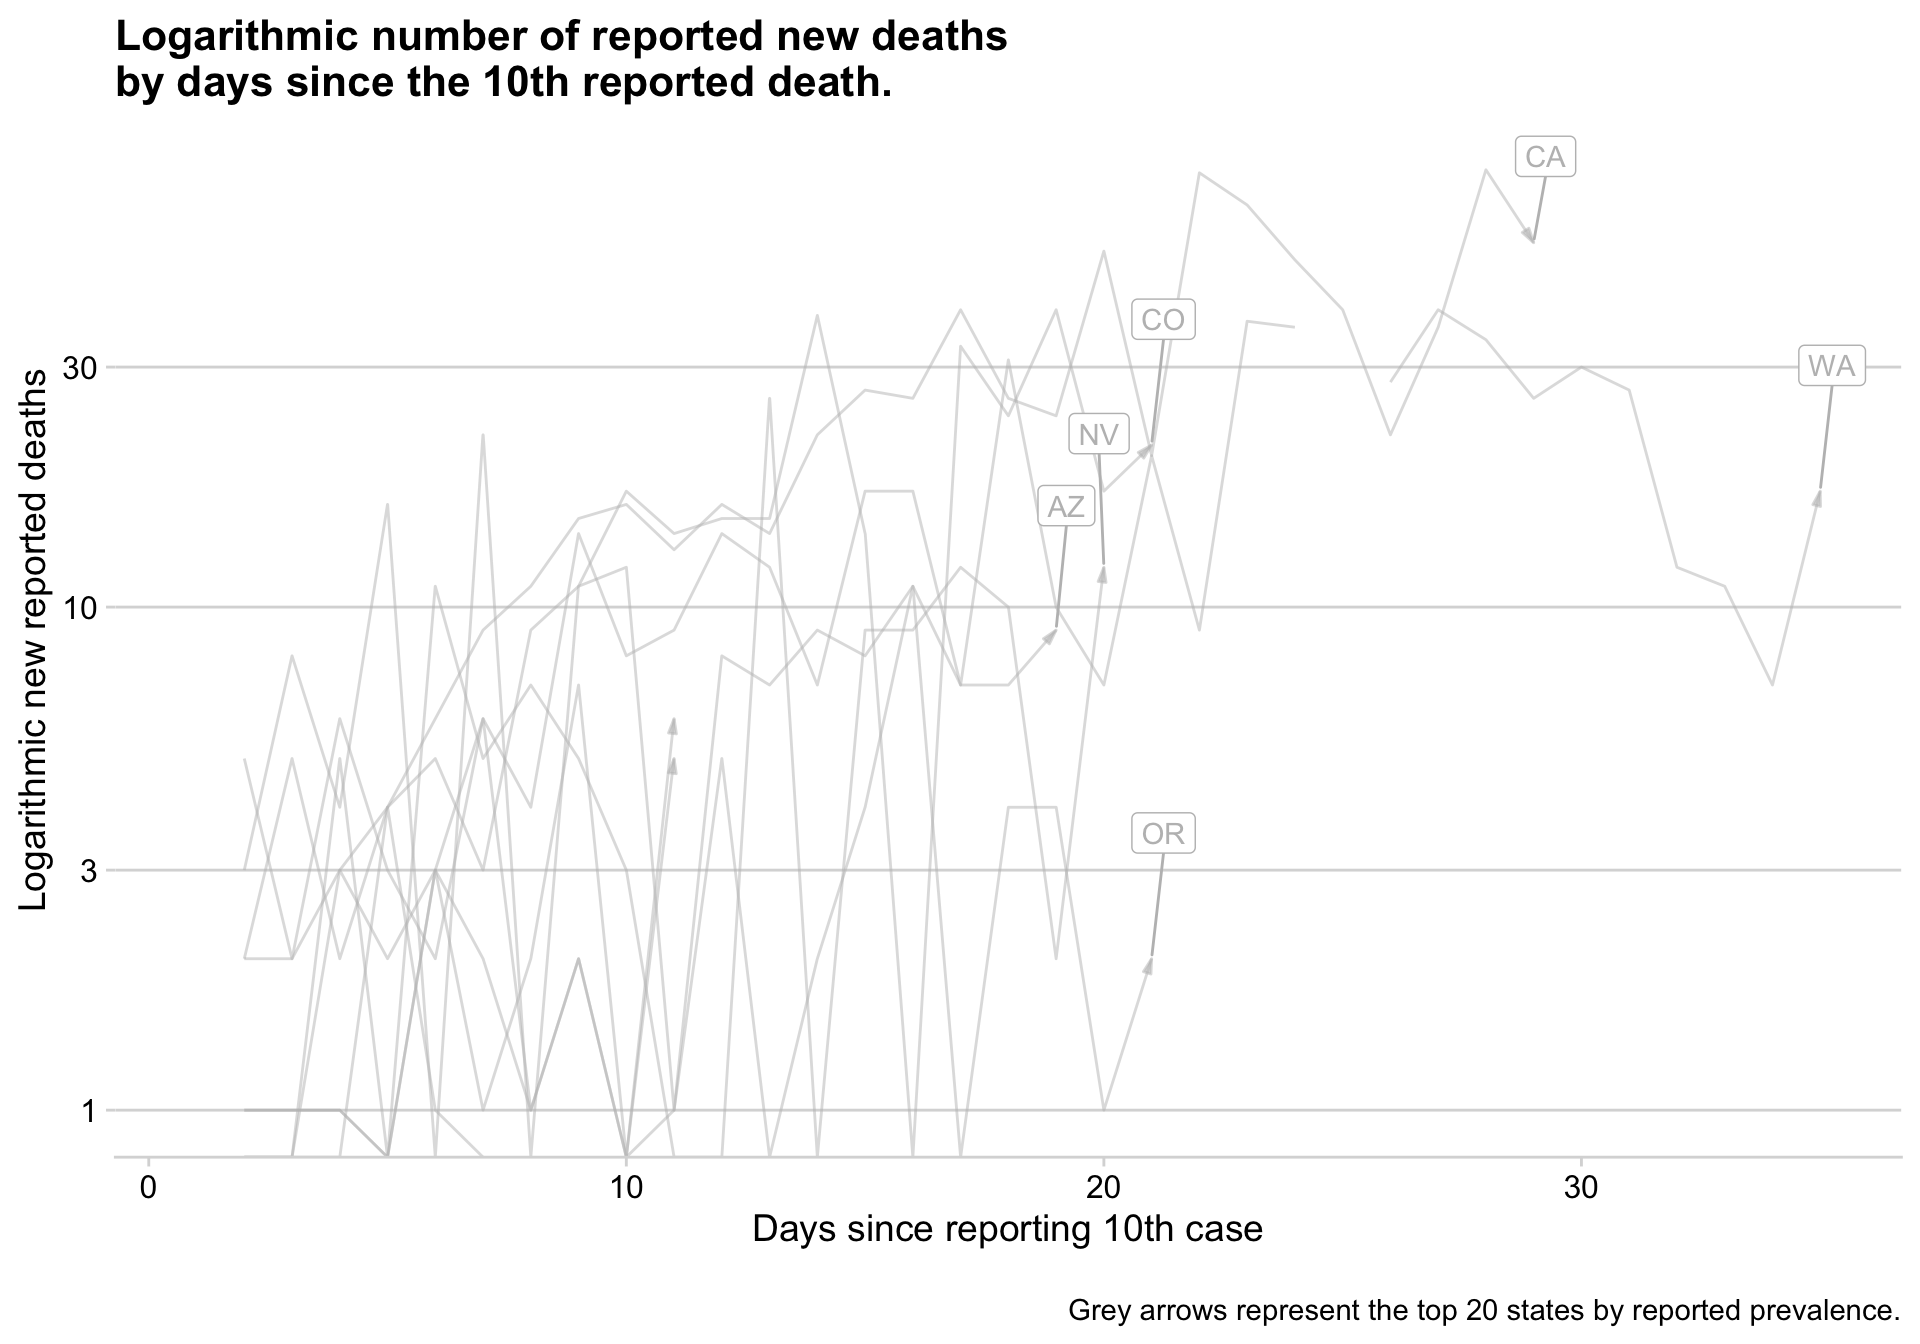 Logarithmic number of reported new deaths
by days since the 10th reported death.
CA
CO
30
WA
NV
AZ
10
OR
3
1
Logarithmic new reported deaths
0 10 20 30
Days since reporting 10th case
Grey arrows represent the top 20 states by reported prevalence.